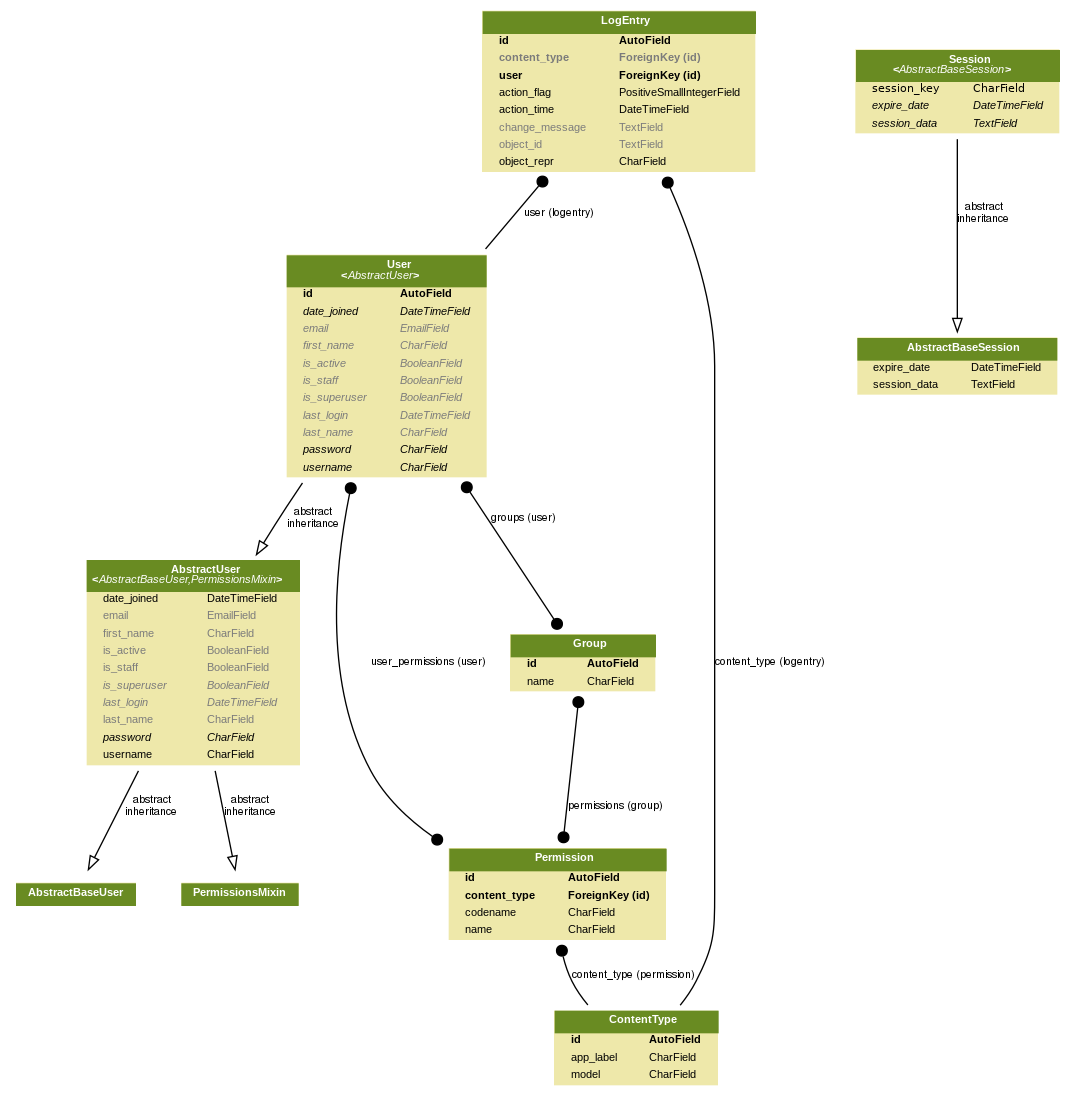 LogEntry
id AutoField
content_type ForeignKey (id)
user ForeignKey (id)
action_flag PositiveSmallIntegerField
action_time DateTimeField
change_message TextField
object_id TextField
object_repr CharField
Session
<AbstractBaseSession>
session_key CharField
expire_date DateTimeField
session_data TextField
user (logentry)
abstract
inheritance
User
<AbstractUser>
id AutoField
date_joined DateTimeField
email EmailField
first_name CharField
is_active BooleanField
is_staff BooleanField
is_superuser BooleanField
last_login DateTimeField
last_name CharField
password CharField
username CharField
AbstractBaseSession
expire_date DateTimeField
session_data TextField
abstract
inheritance
groups (user)
AbstractUser
<AbstractBaseUser,PermissionsMixin>
date_joined DateTimeField
email EmailField
first_name CharField
is_active BooleanField
is_staff BooleanField
is_superuser BooleanField
last_login DateTimeField
last_name CharField
password CharField
username CharField
user_permissions (user)
Group
id AutoField
name CharField
content_type (logentry)
abstract
inheritance
abstract
inheritance
permissions (group)
AbstractBaseUser
PermissionsMixin
Permission
id AutoField
content_type ForeignKey (id)
codename CharField
name CharField
content_type (permission)
ContentType
id AutoField
app_label CharField
model CharField